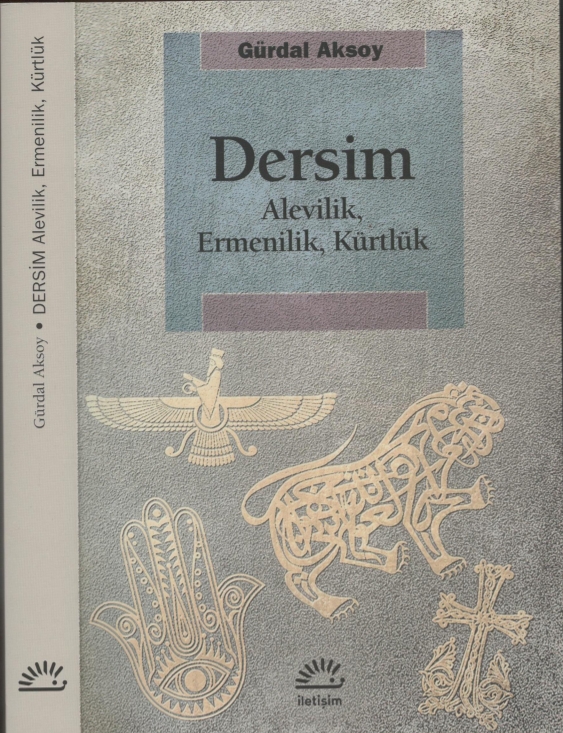 Gürdal Aksoy • DERSİM Alevilik, Ermenilik, Kürtlük
Gürdal Aksoy
Dersim
Alevilik,
Ermenilik, Kürtlük
iletişim